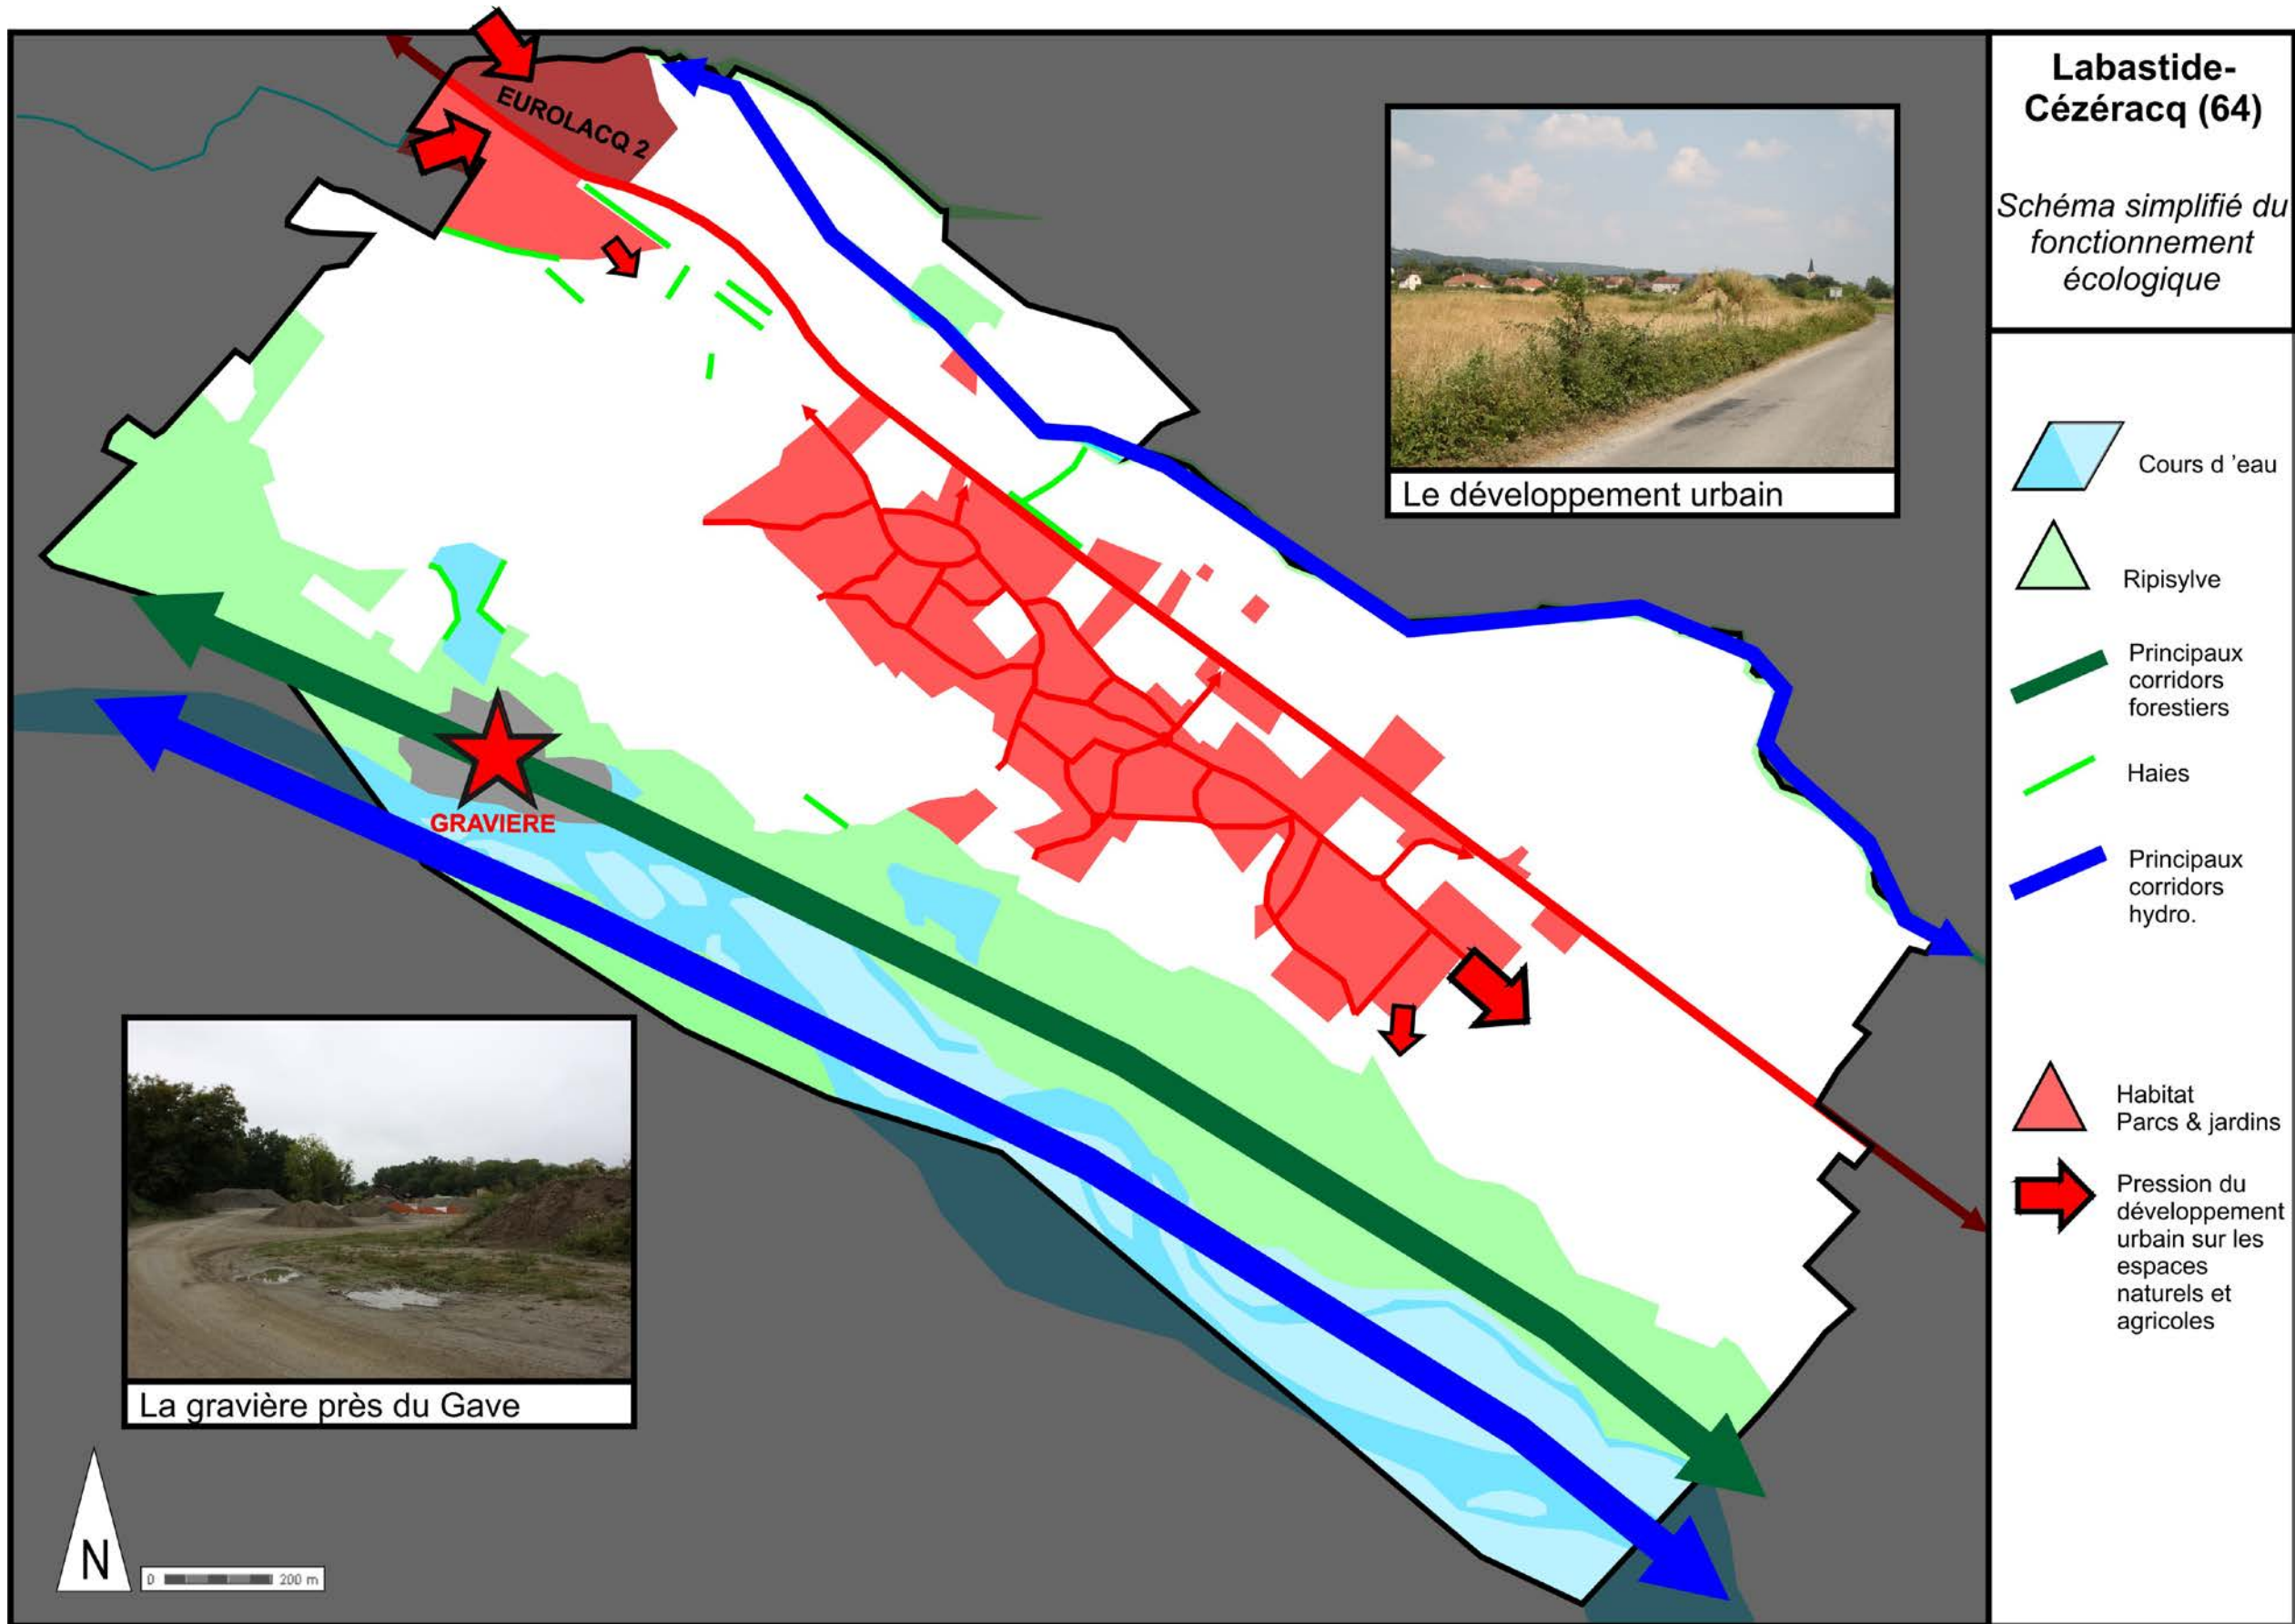 Labastide-
Cézéracq (64)
Schéma simplifié du
fonctionnement
écologique
EUROLACQ 2
Le développement urbain
Cours d 'eau
Ripisylve
Principaux
corridors
forestiers
Haies
Principaux
corridors
hydro.
Habitat
Parcs & jardins
Pression du
développement
urbain sur les
espaces
naturels et
agricoles
GRAVIERE
La gravière près du Gave
N
0 200 m